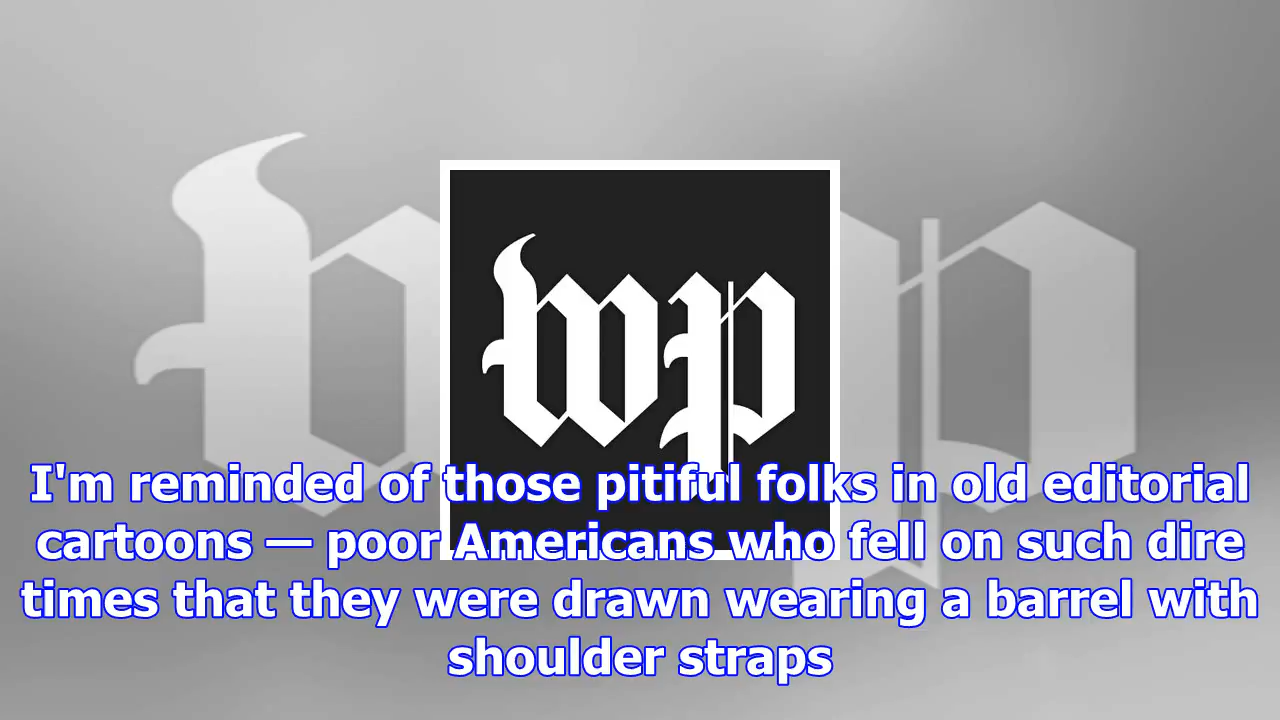 wp
I'm reminded of those pitiful folks in old editorial
cartoons — poor Americans who fell on such dire
times that they were drawn wearing a barrel with
shoulder straps